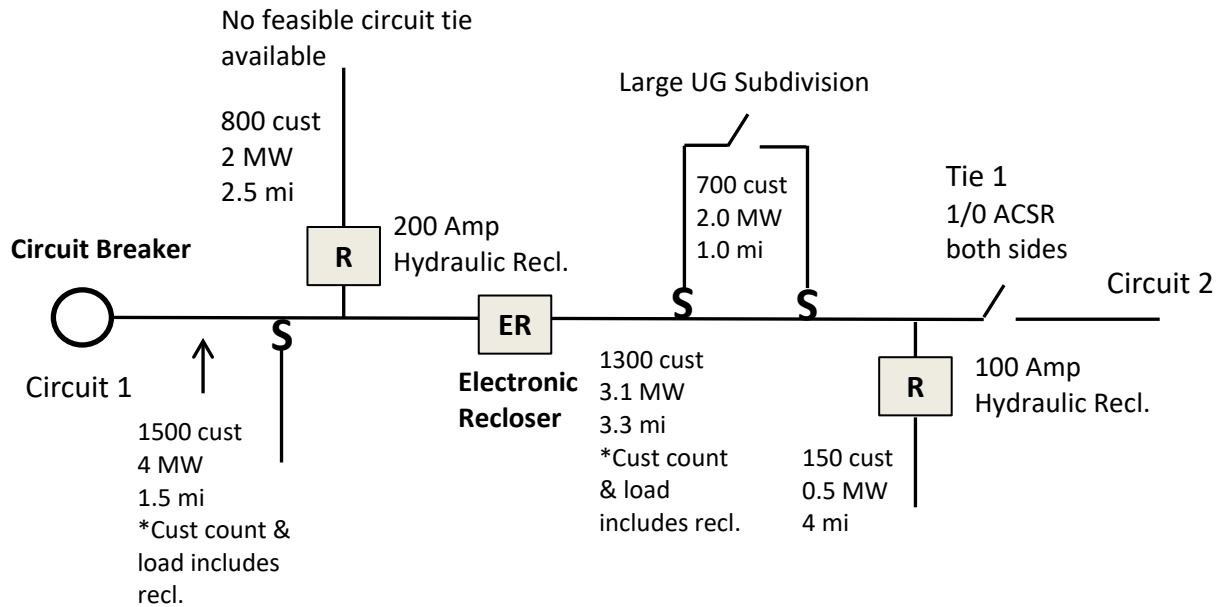 No feasible circuit tie
available
800 cust
2 MW
2.5 mi
R
200 Amp
Hydraulic Recl.
Large UG Subdivision
700 cust
2.0 MW
1.0 mi
Tie 1
1/0 ACSR
both sides
Circuit 2
Circuit Breaker
Circuit 1
S
1500 cust
4 MW
1.5 mi
*Cust count &
load includes
recl.
ER
Electronic
Recloser
S
S
1300 cust
3.1 MW
3.3 mi
*Cust count
& load
includes recl.
R
100 Amp
Hydraulic Recl.
150 cust
0.5 MW
4 mi